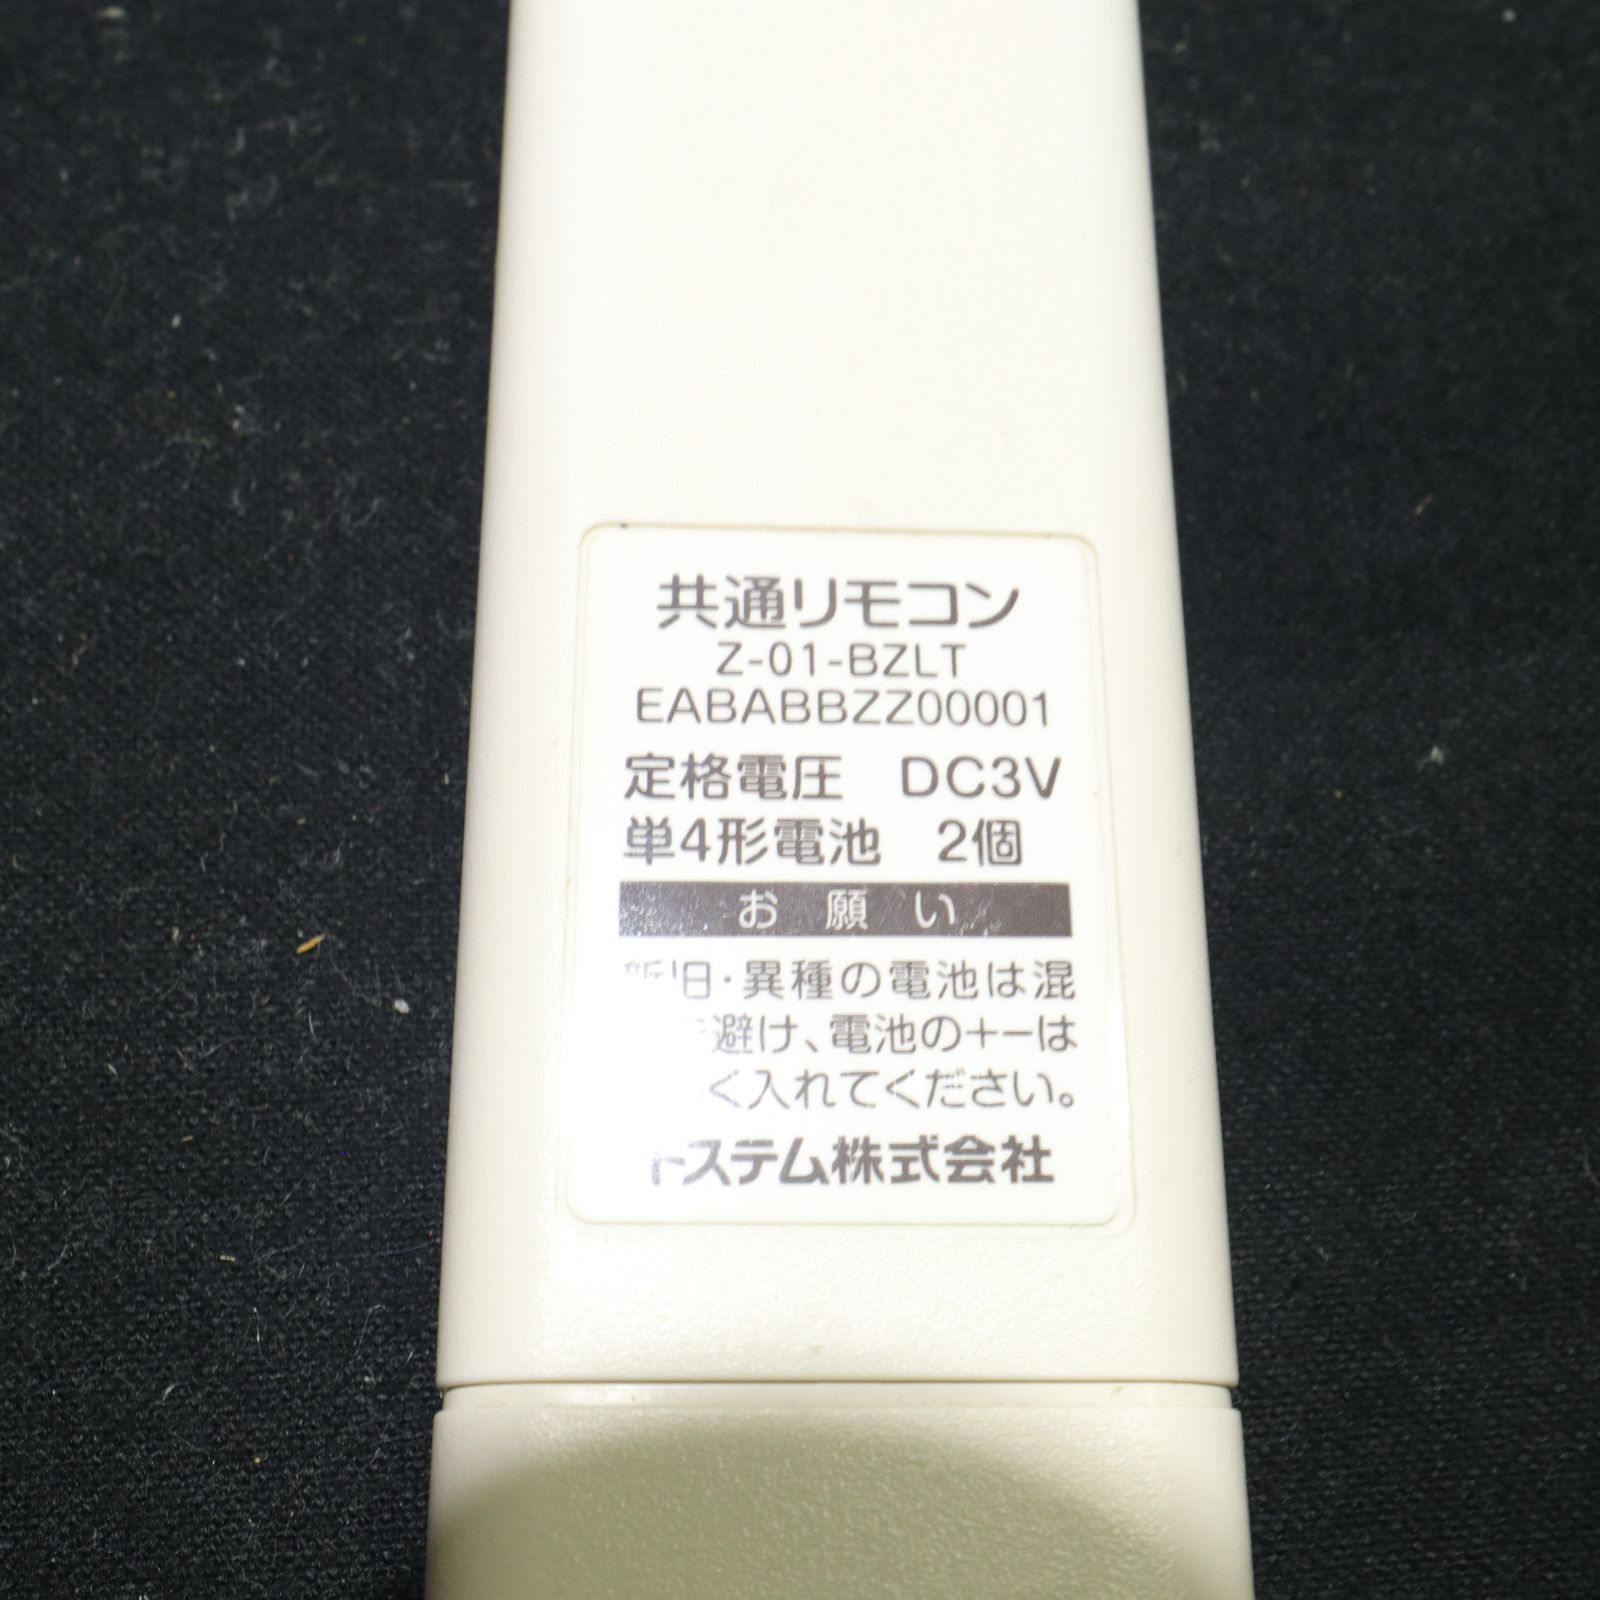 共通リモコン
Z-01-BZLT
EABABBZZ00001
定格電圧　DC3V
単4形電池　2個
お願い
新旧・異種の電池は混
避け、電池の+−は
く入れてください。
トステム株式会社